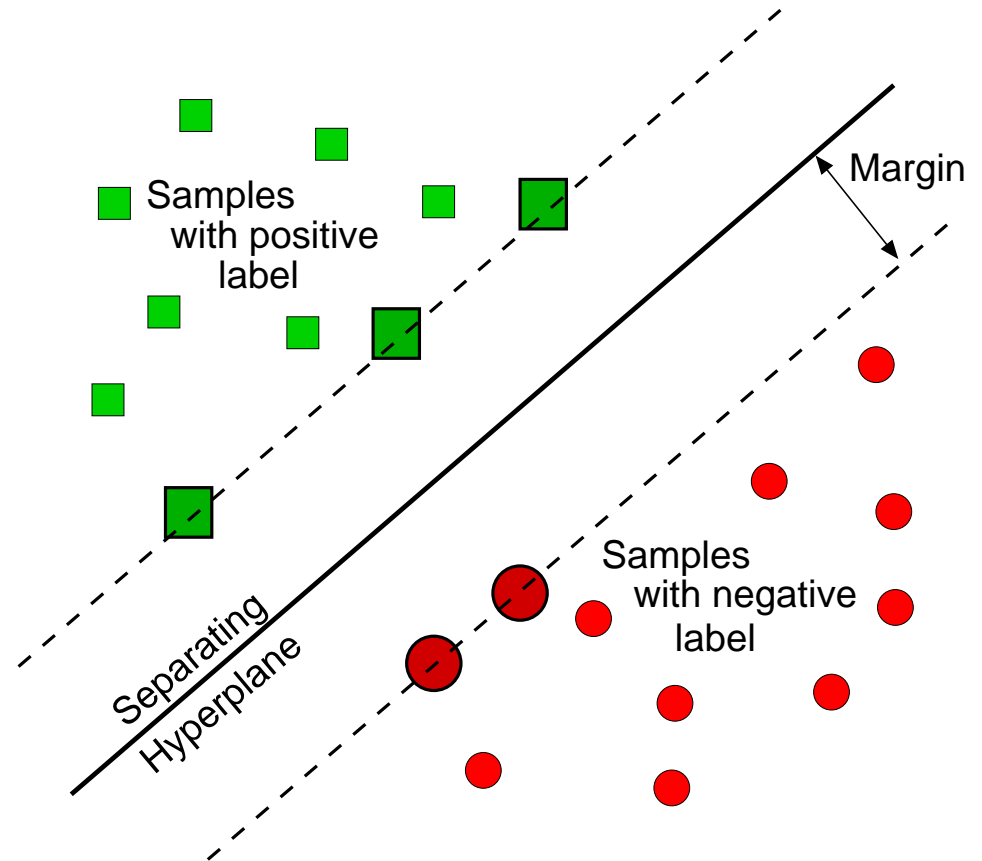 Samples
with positive
label
Margin
Samples
with negative
label
Separating
Hyperplane